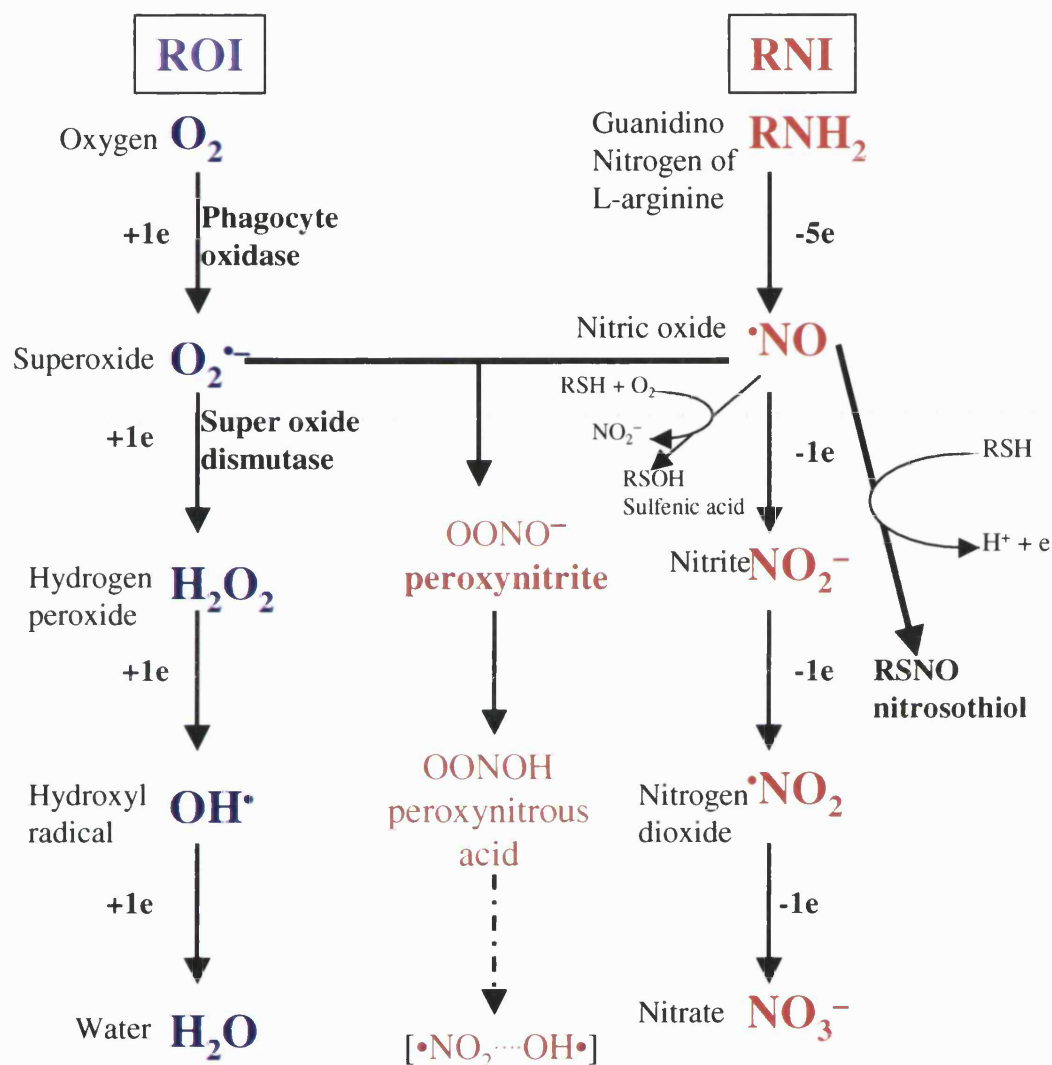 ROI
RNI
Oxygen O₂
Guanidino
Nitrogen of
L-arginine
RNH₂
+1e
Phagocyte
oxidase
-5e
Superoxide O₂•−
Nitric oxide •NO
RSH + O₂
NO₂−
RSOH
Sulfenic acid
+1e
Super oxide
dismutase
-1e
RSH
H⁺ + e
OONO−
peroxynitrite
Hydrogen
peroxide
H₂O₂
Nitrite NO₂−
+1e
-1e
RSNO
nitrosothiol
Hydroxyl
radical
OH•
OONOH
peroxynitrous
acid
Nitrogen
dioxide
•NO₂
+1e
-1e
Water H₂O
[•NO₂····OH•]
Nitrate NO₃−